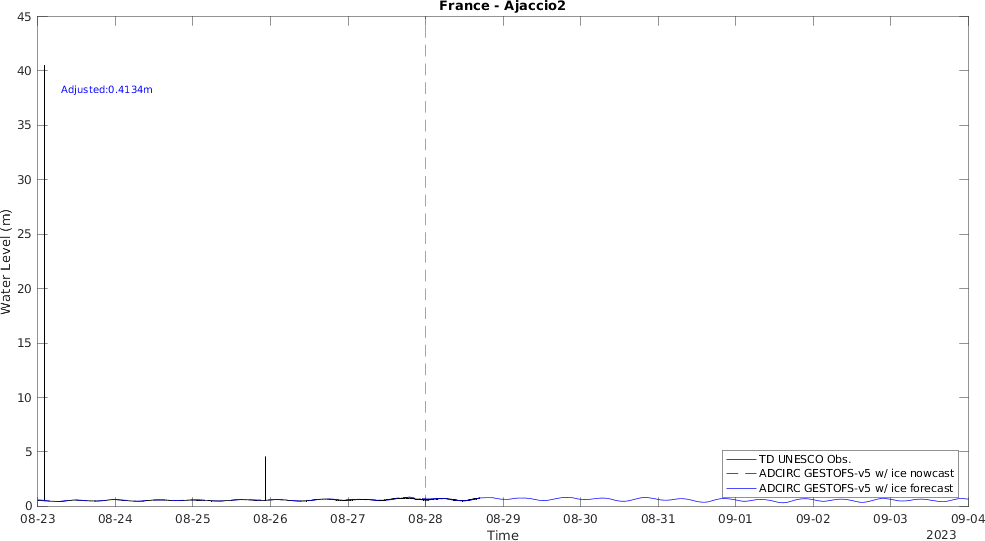 France - Ajaccio2
45
40
35
30
25
20
15
10
5
0
Water Level (m)
Adjusted:0.4134m
TD UNESCO Obs.
ADCIRC GESTOFS-v5 w/ ice nowcast
ADCIRC GESTOFS-v5 w/ ice forecast
08-23 08-24 08-25 08-26 08-27 08-28 08-29 08-30 08-31 09-01 09-02 09-03 09-04
Time
2023